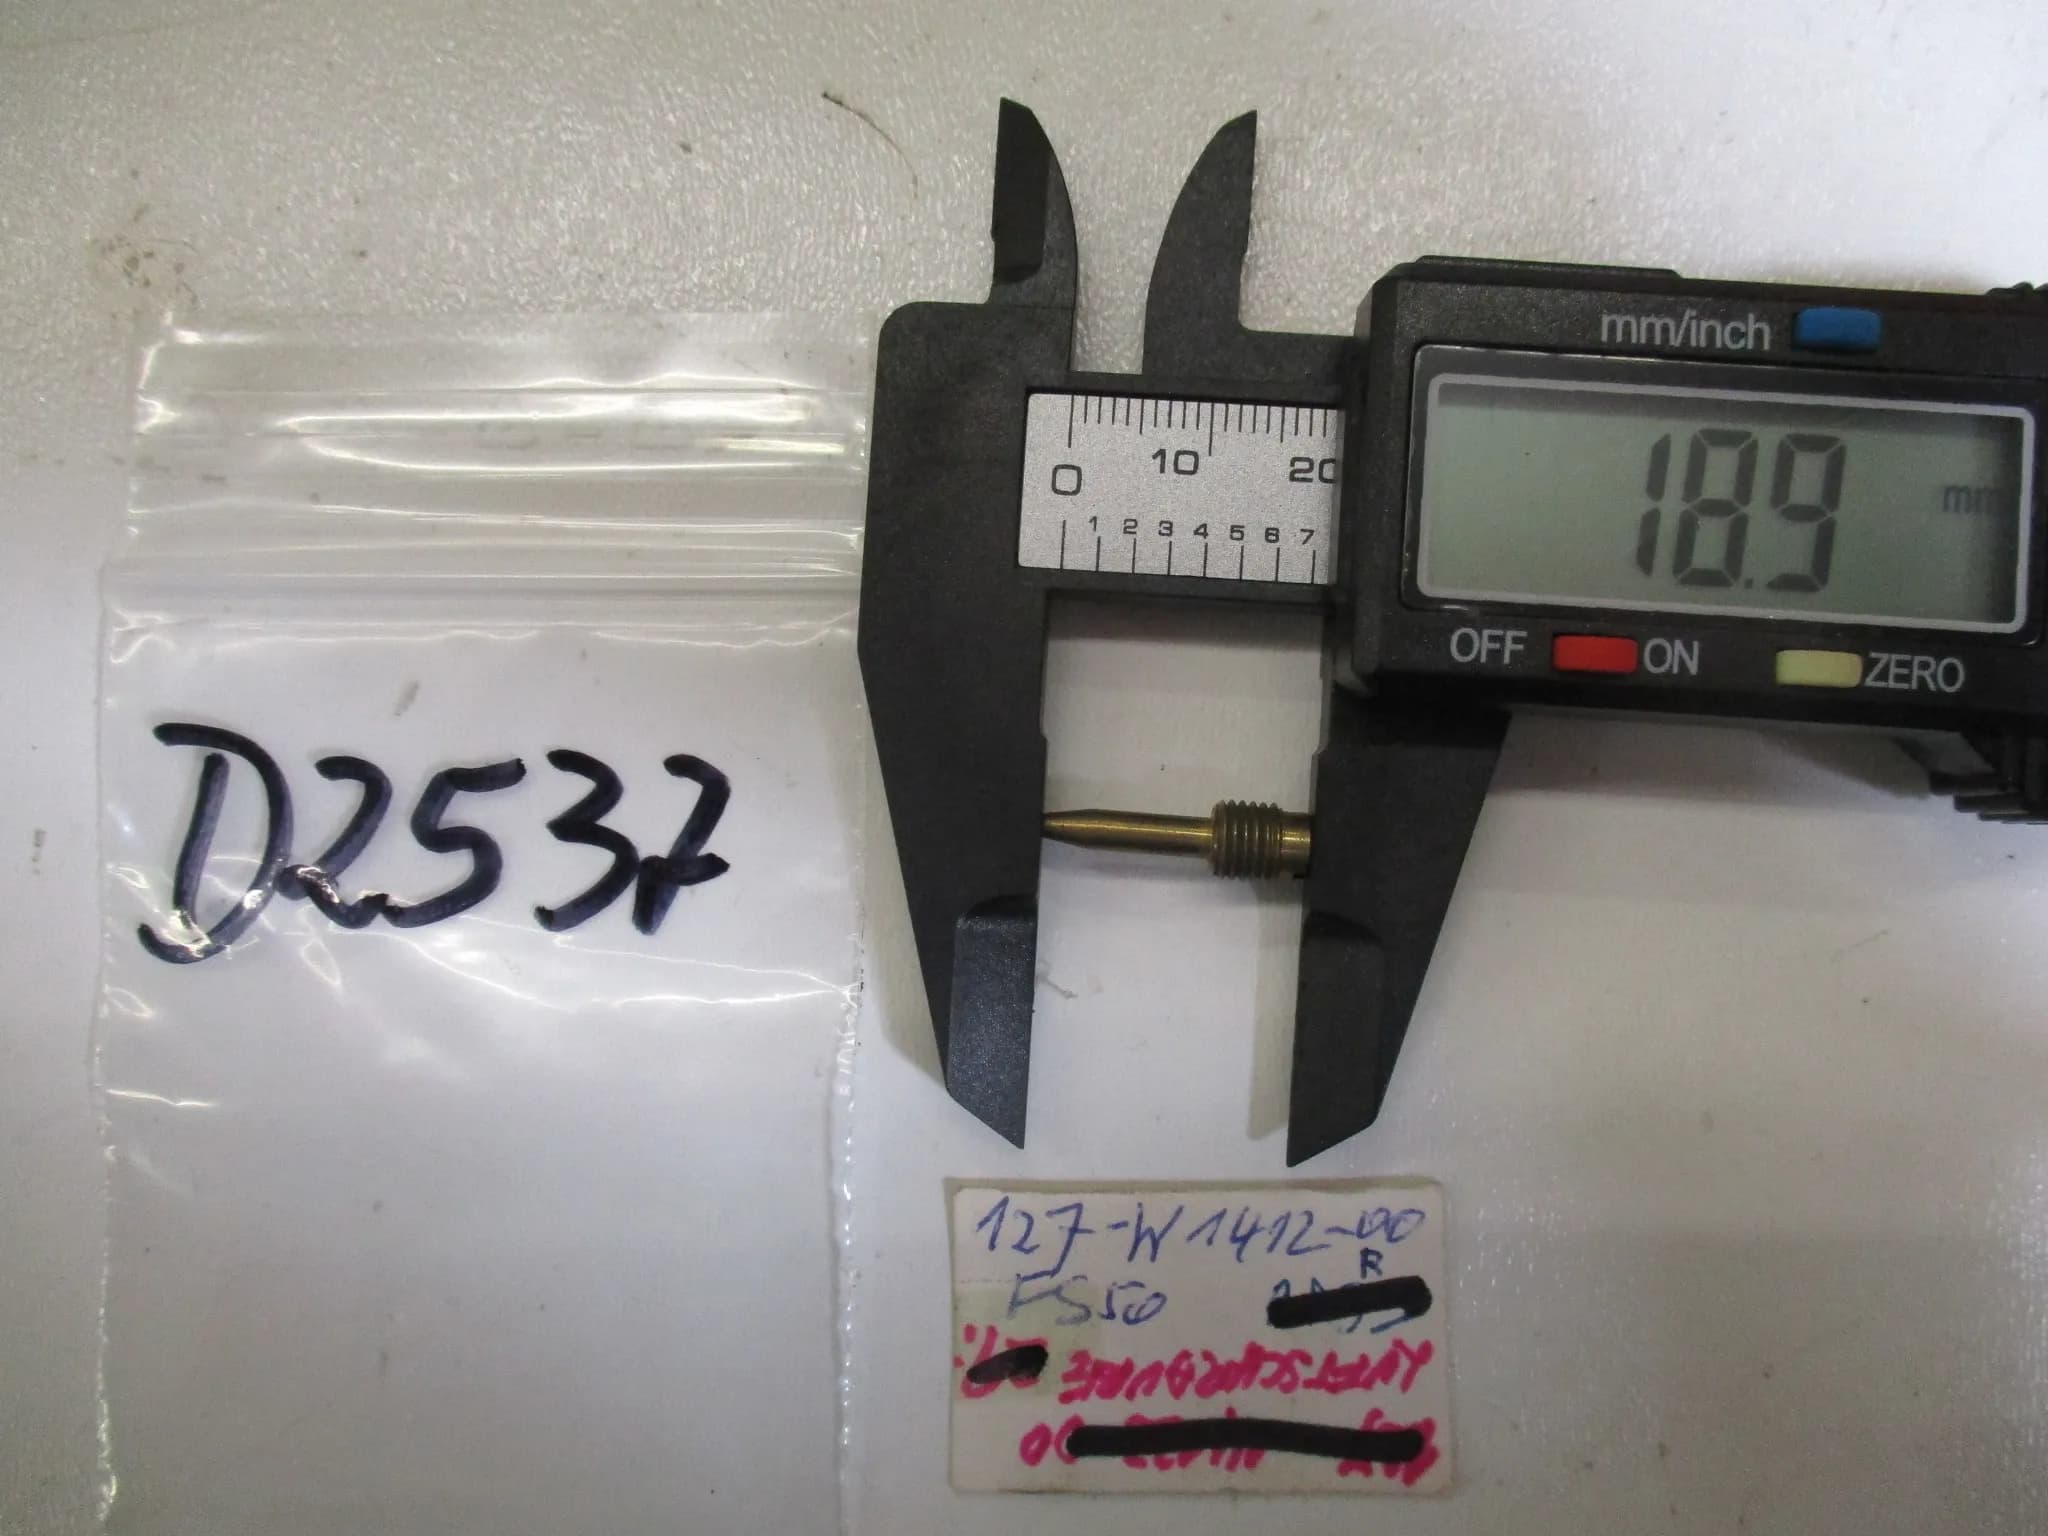 D2537
mm/inch
0 10 20
0 1 2 3 4 5 6 7
18.9 mm
OFF ON ZERO
127-W1412-00
R
FS50
LUFTSCHRAUBE